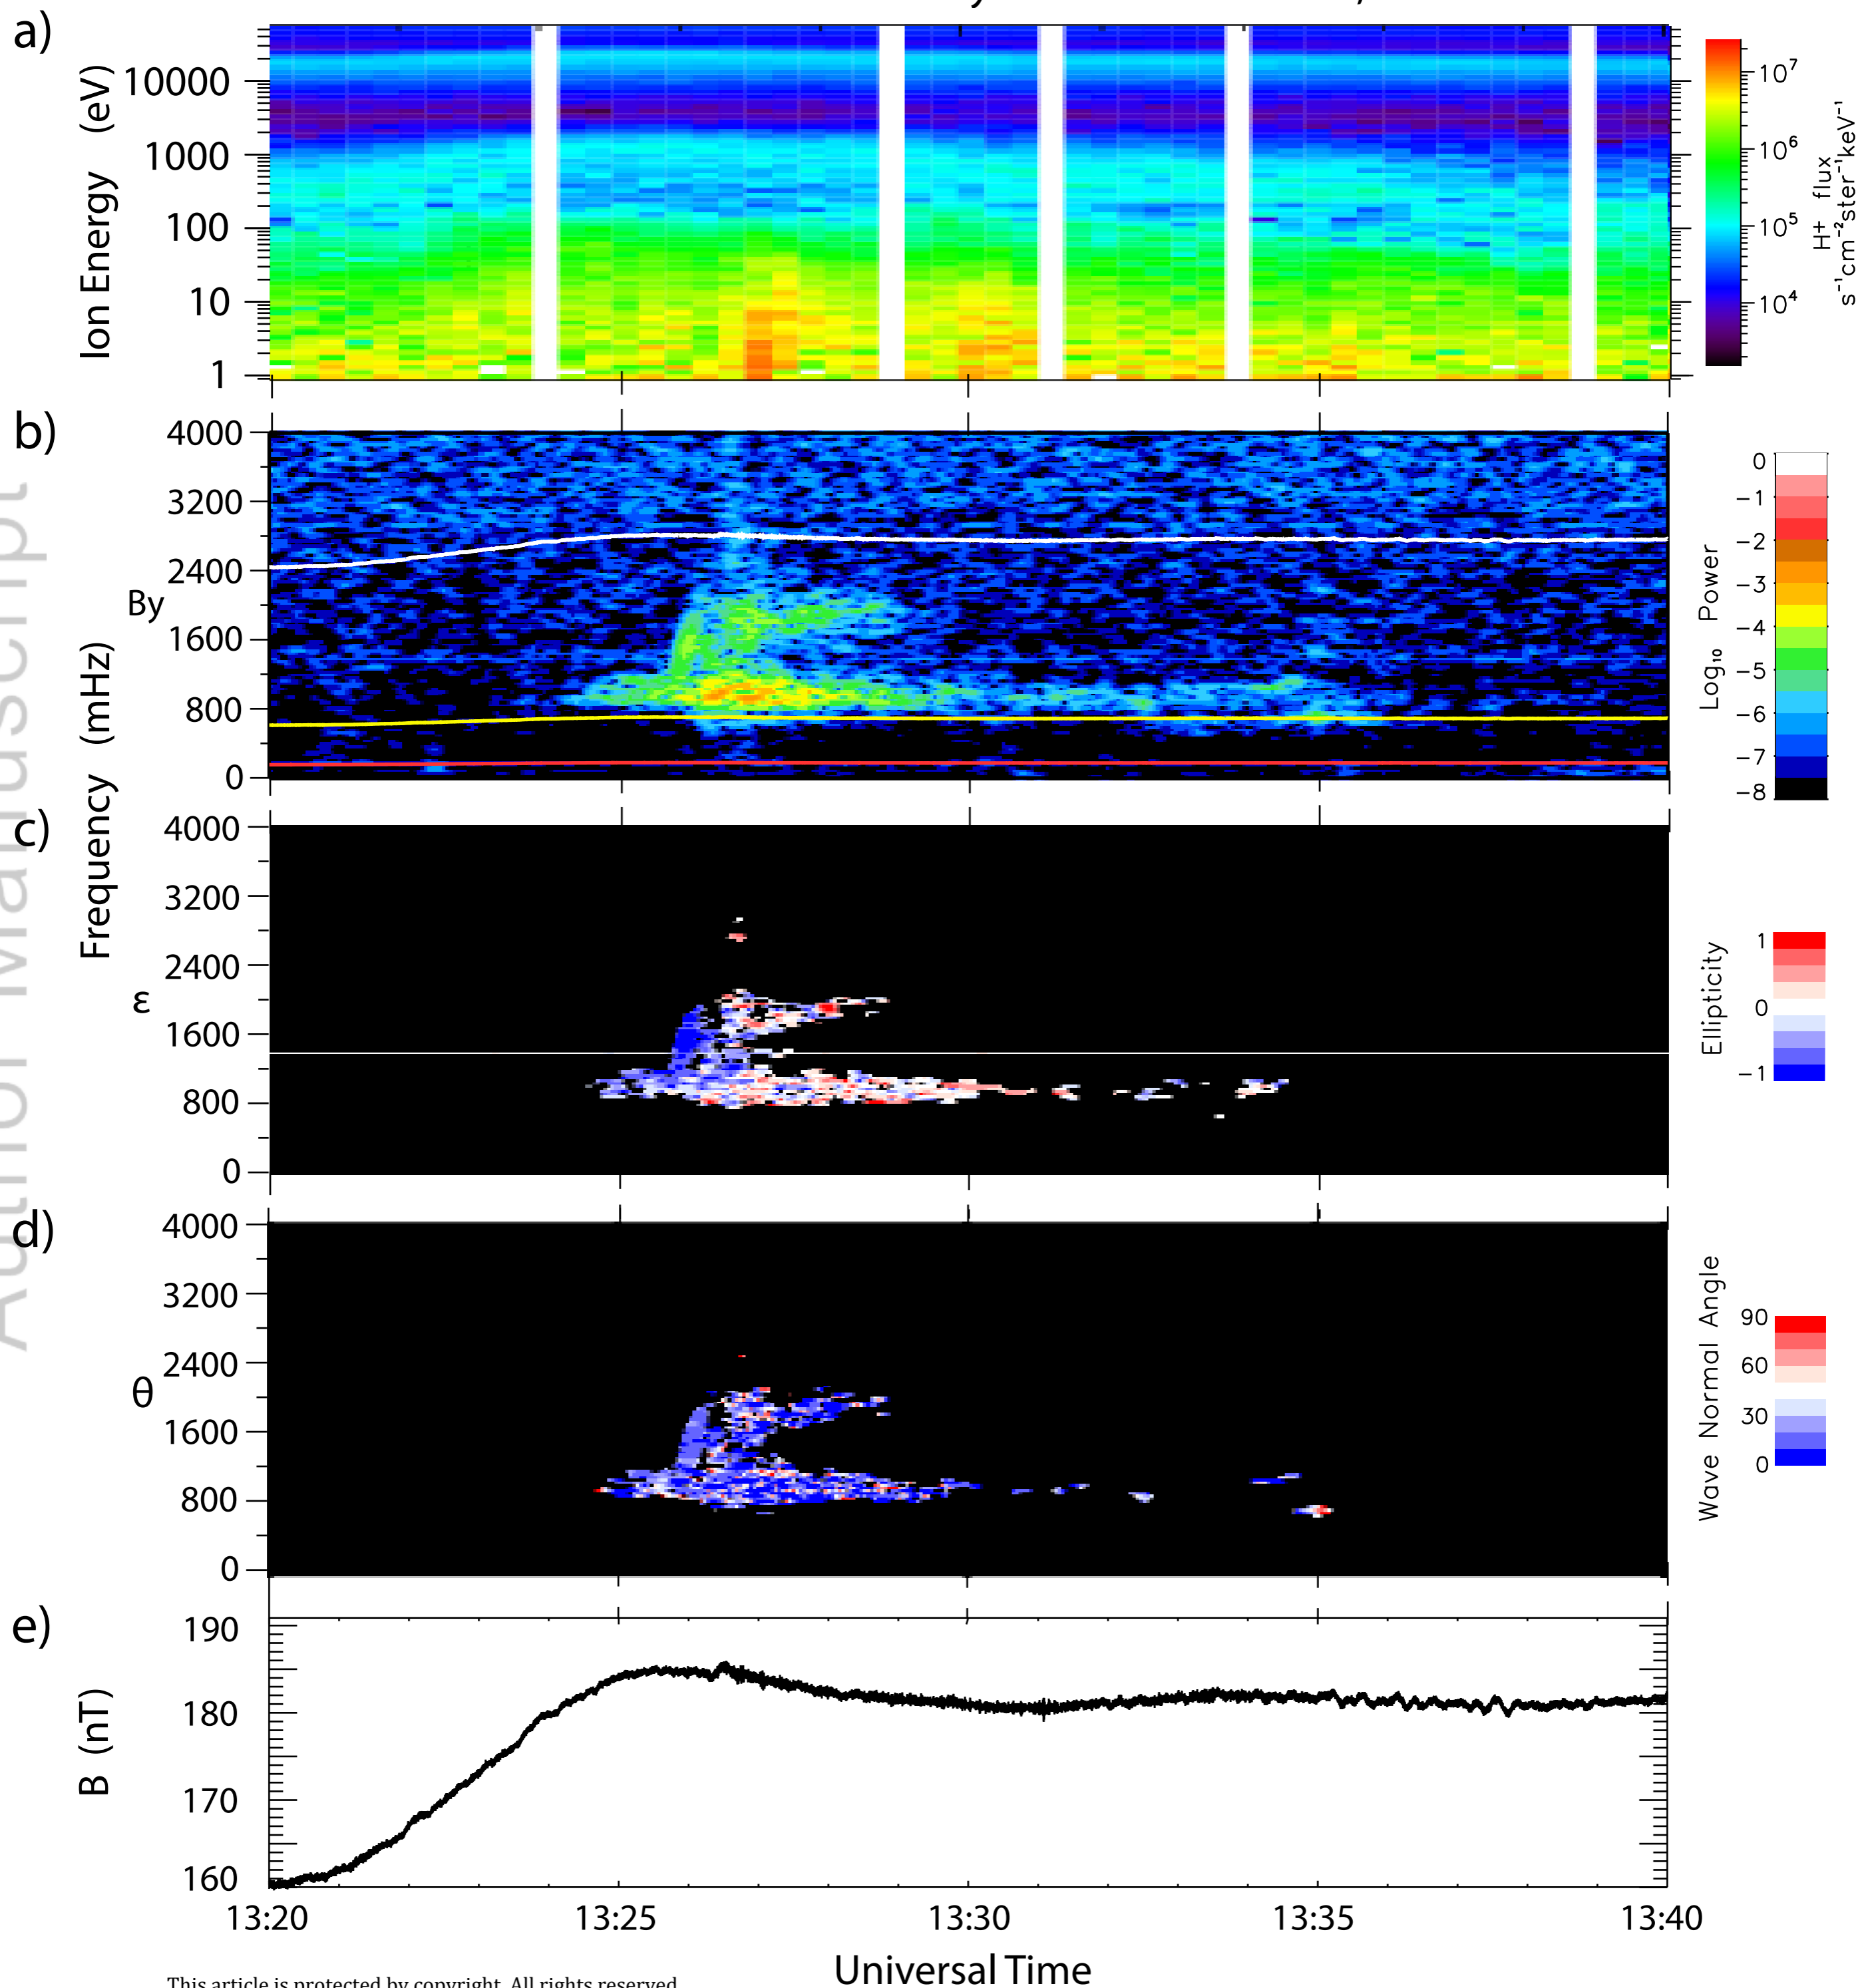 a)
Ion Energy (eV)
10000
1000
100
10
1
10⁷
10⁶
10⁵
10⁴
H+ flux
s⁻¹cm⁻²ster⁻¹keV⁻¹
b)
By
Frequency (mHz)
4000
3200
2400
1600
800
0
0
−1
−2
−3
−4
−5
−6
−7
−8
Log₁₀ Power
c)
ε
4000
3200
2400
1600
800
0
1
0
−1
Ellipticity
d)
θ
4000
3200
2400
1600
800
0
90
60
30
0
Wave Normal Angle
e)
B (nT)
190
180
170
160
13:20
13:25
13:30
13:35
13:40
Universal Time
Author Manuscript
This article is protected by copyright. All rights reserved